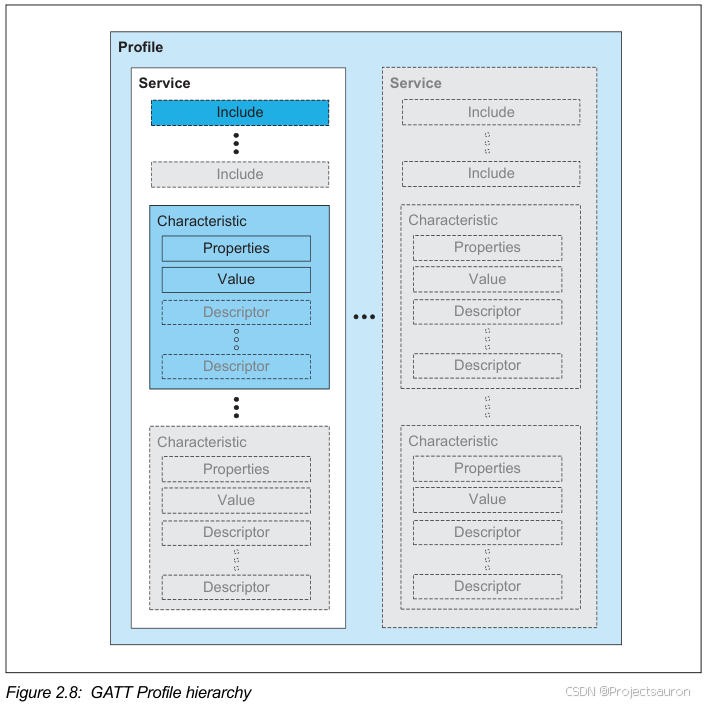 Profile
Service
Include
Include
Characteristic
Properties
Value
Descriptor
Descriptor
Characteristic
Properties
Value
Descriptor
Descriptor
Service
Include
Include
Characteristic
Properties
Value
Descriptor
Descriptor
Characteristic
Properties
Value
Descriptor
Descriptor
Figure 2.8: GATT Profile hierarchy
CSDN @Projectsauron